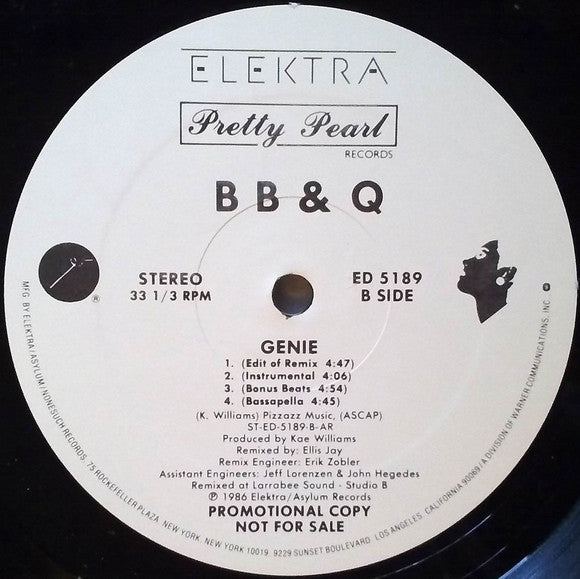 ELEKTRA
Pretty Pearl
RECORDS
B B & Q
STEREO
33 1/3 RPM
ED 5189
B SIDE
®
GENIE
1. (Edit of Remix 4:47)
2. (Instrumental 4:06)
3. (Bonus Beats 4:54)
4. (Bassapella 4:45)
(K. Williams) Pizzazz Music, (ASCAP)
ST-ED-5189-B-AR
Produced by Kae Williams
Remixed by: Ellis Jay
Remix Engineer: Erik Zobler
Assistant Engineers: Jeff Lorenzen & John Hegedes
Remixed at Larrabee Sound - Studio B
℗ 1986 Elektra/Asylum Records
PROMOTIONAL COPY
NOT FOR SALE
MFG. BY ELEKTRA/ASYLUM/NONESUCH RECORDS, 75 ROCKEFELLER PLAZA, NEW YORK, NEW YORK 10019. 9229 SUNSET BOULEVARD, LOS ANGELES, CALIFORNIA 90069/A DIVISION OF WARNER COMMUNICATIONS, INC.